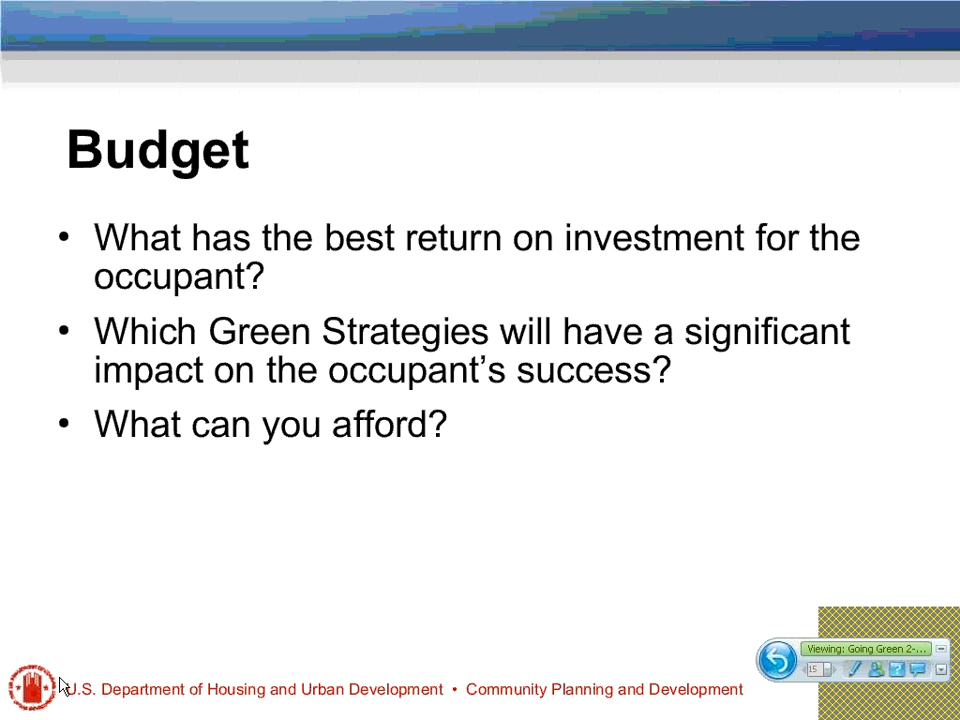 Budget
• What has the best return on investment for the
occupant?
• Which Green Strategies will have a significant
impact on the occupant’s success?
• What can you afford?
Viewing: Going Green 2-...
15
U.S. Department of Housing and Urban Development • Community Planning and Development